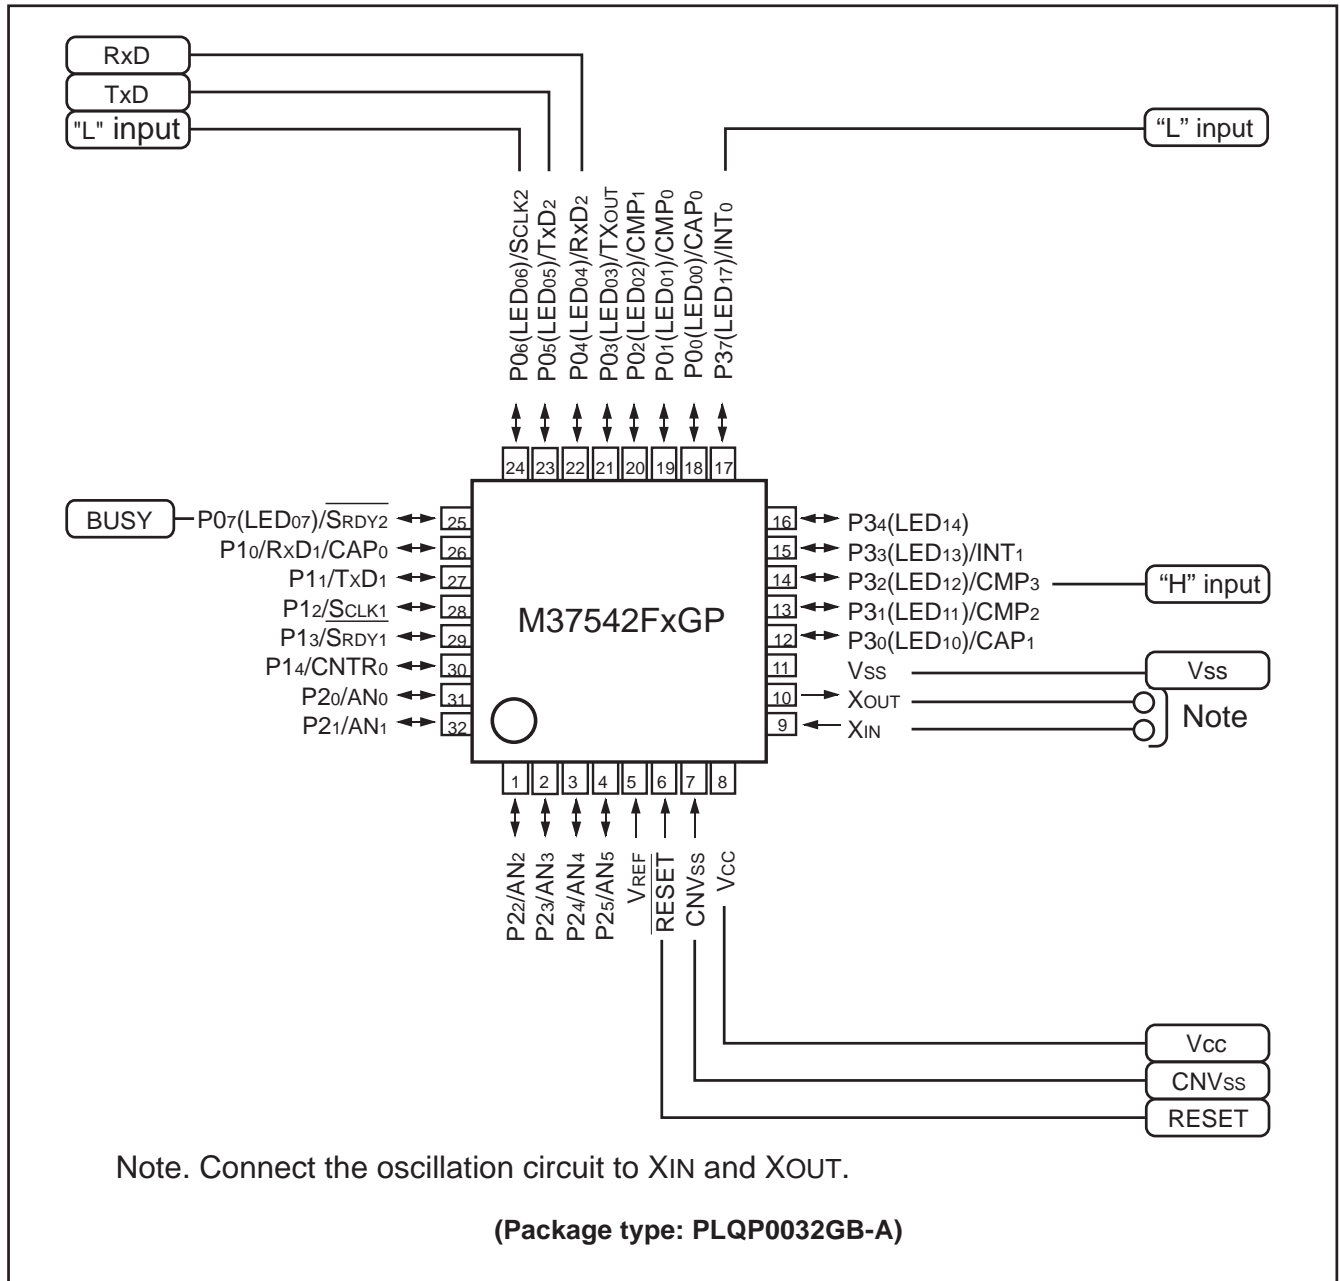 RxD
TxD
"L" input
“L” input
P06(LED06)/SCLK2
P05(LED05)/TxD2
P04(LED04)/RxD2
P03(LED03)/TXOUT
P02(LED02)/CMP1
P01(LED01)/CMP0
P00(LED00)/CAP0
P37(LED17)/INT0
24 23 22 21 20 19 18 17
BUSY
P07(LED07)/SRDY2 25
P10/RXD1/CAP0 26
P11/TXD1 27
P12/SCLK1 28
P13/SRDY1 29
P14/CNTR0 30
P20/AN0 31
P21/AN1 32
M37542FxGP
16 P34(LED14)
15 P33(LED13)/INT1
14 P32(LED12)/CMP3
“H” input
13 P31(LED11)/CMP2
12 P30(LED10)/CAP1
11 VSS
Vss
10 XOUT
9 XIN
Note
1 2 3 4 5 6 7 8
P22/AN2
P23/AN3
P24/AN4
P25/AN5
VREF
RESET
CNVSS
VCC
Vcc
CNVss
RESET
Note. Connect the oscillation circuit to XIN and XOUT.
(Package type: PLQP0032GB-A)